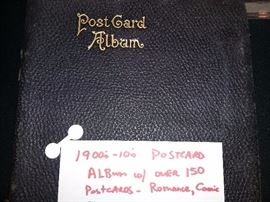 Post Card
Album
1900's-10's POSTCARD
ALBum w/ over 150
Postcards - Romance, Comic